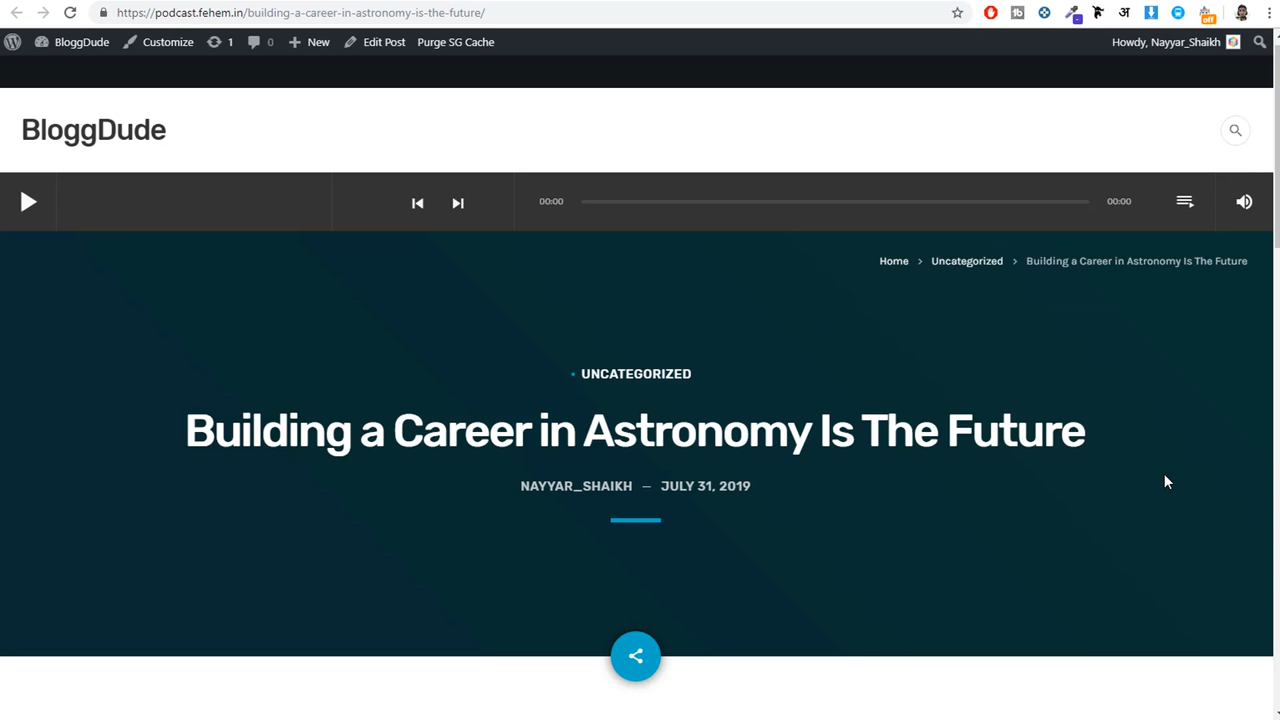 https://podcast.fehem.in/building-a-career-in-astronomy-is-the-future/
BloggDude Customize 1 0 New Edit Post Purge SG Cache Howdy, Nayyar_Shaikh
BloggDude
00:00 00:00
Home > Uncategorized > Building a Career in Astronomy Is The Future
UNCATEGORIZED
Building a Career in Astronomy Is The Future
NAYYAR_SHAIKH — JULY 31, 2019